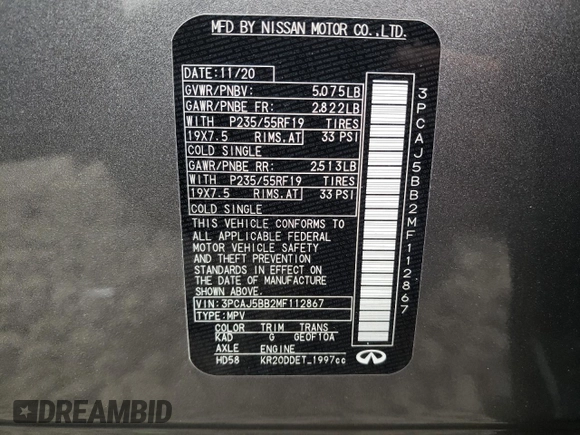 MFD BY NISSAN MOTOR CO.,LTD.
DATE: 11/20
GVWR/PNBV: 5,075LB
GAWR/PNBE FR: 2,822LB
WITH P235/55RF19 TIRES
19X7.5 RIMS.AT 33 PSI
COLD SINGLE
GAWR/PNBE RR: 2,513LB
WITH P235/55RF19 TIRES
19X7.5 RIMS.AT 33 PSI
COLD SINGLE
THIS VEHICLE CONFORMS TO
ALL APPLICABLE FEDERAL
MOTOR VEHICLE SAFETY
AND THEFT PREVENTION
STANDARDS IN EFFECT ON
THE DATE OF MANUFACTURE
SHOWN ABOVE.
VIN: 3PCAJ5BB2MF112867
TYPE: MPV
COLOR TRIM TRANS
KAD G GE0F10A
AXLE ENGINE
HD58 KR20DDET_1997cc
3PCAJ5BB2MF112867
INFINITI
DREAMBID